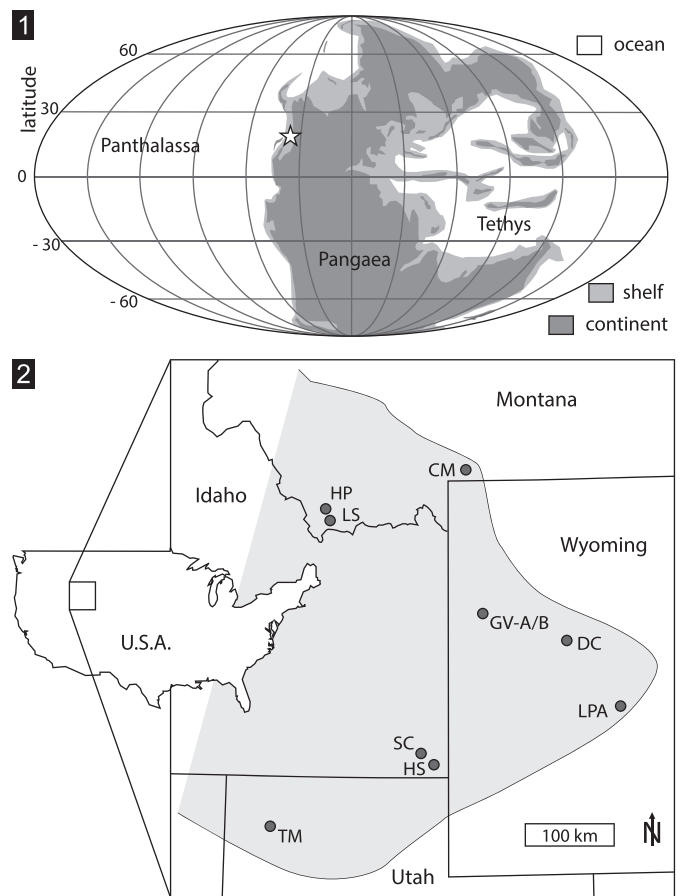 1
60
ocean
latitude
30
Panthalassa
0
Tethys
- 30
Pangaea
- 60
shelf
continent
2
Montana
CM
Idaho
HP
LS
Wyoming
GV-A/B
U.S.A.
DC
LPA
SC
HS
TM
100 km
N
Utah